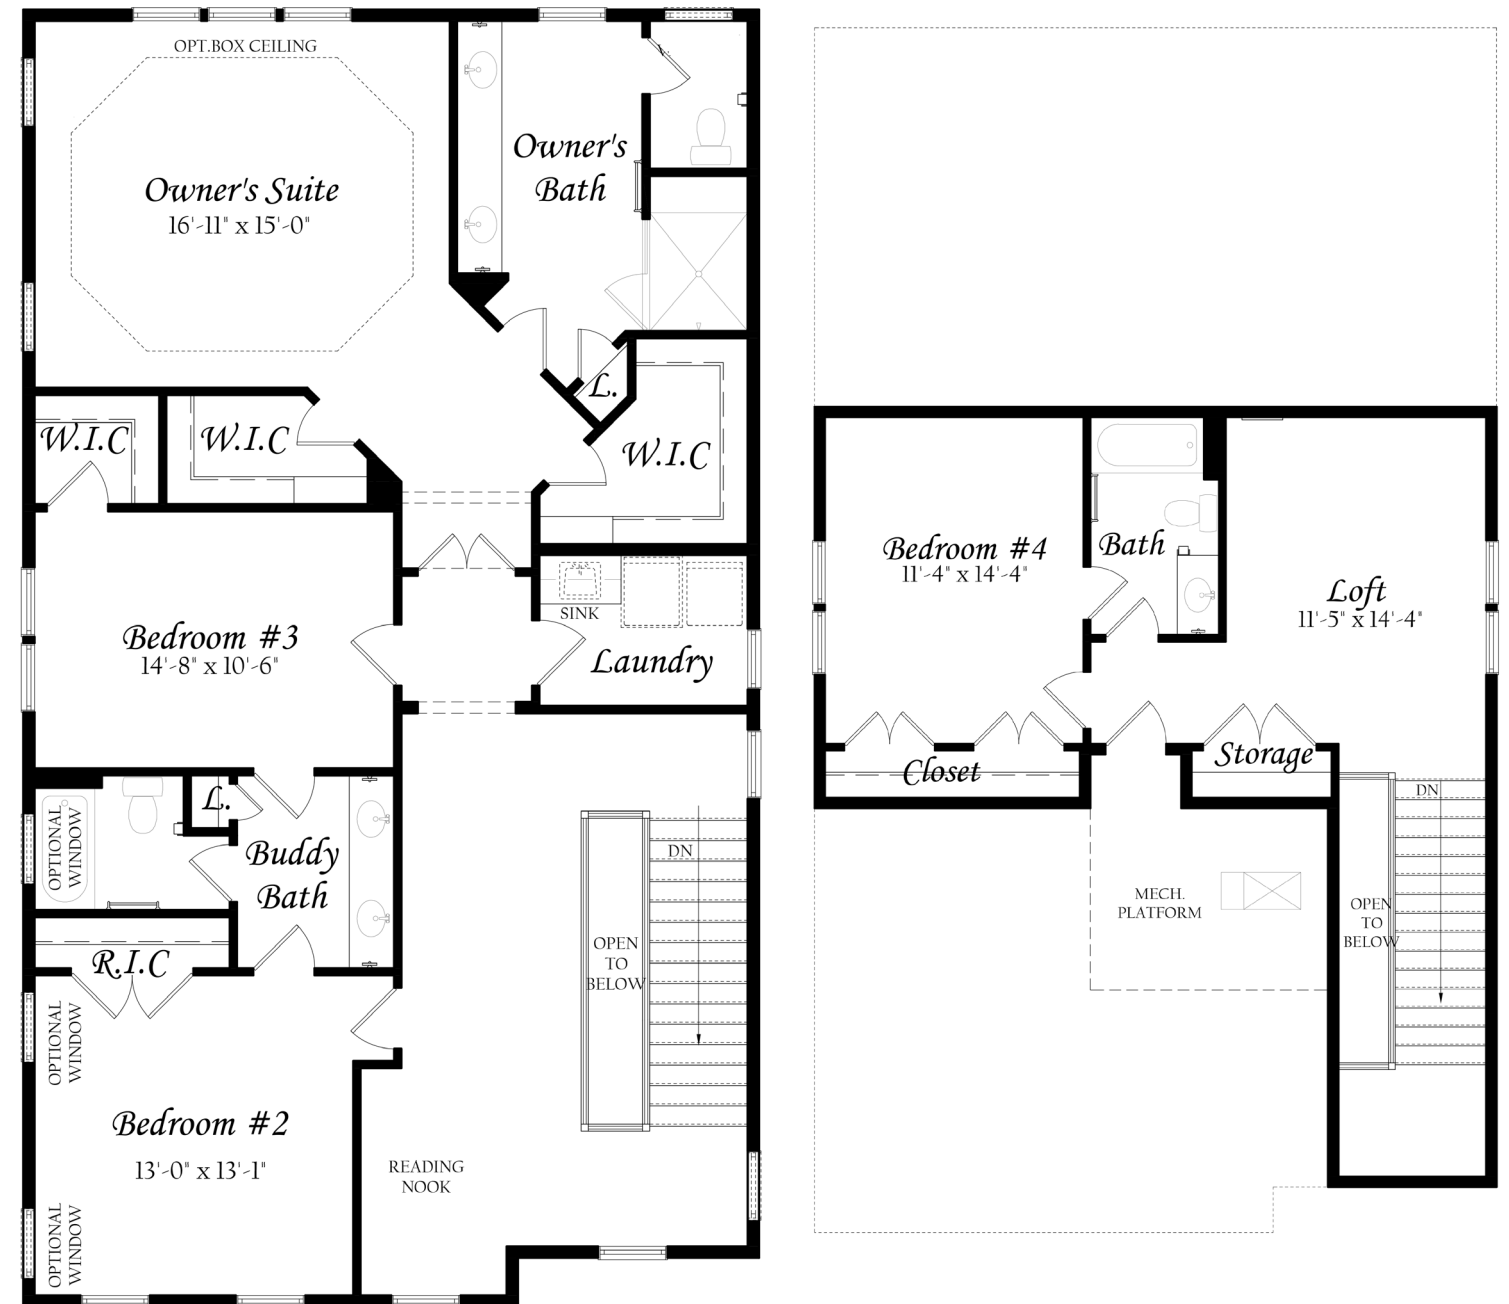 OPT.BOX CEILING
Owner's Suite
16'-11" x 15'-0"
Owner's
Bath
L.
W.I.C
W.I.C
W.I.C
SINK
Laundry
Bedroom #3
14'-8" x 10'-6"
L.
OPTIONAL
WINDOW
Buddy
Bath
R.I.C
OPTIONAL
WINDOW
Bedroom #2
13'-0" x 13'-1"
OPTIONAL
WINDOW
READING
NOOK
DN
OPEN
TO
BELOW
Bedroom #4
11'-4" x 14'-4"
Bath
Loft
11'-5" x 14'-4"
Closet
Storage
DN
MECH.
PLATFORM
OPEN
TO
BELOW